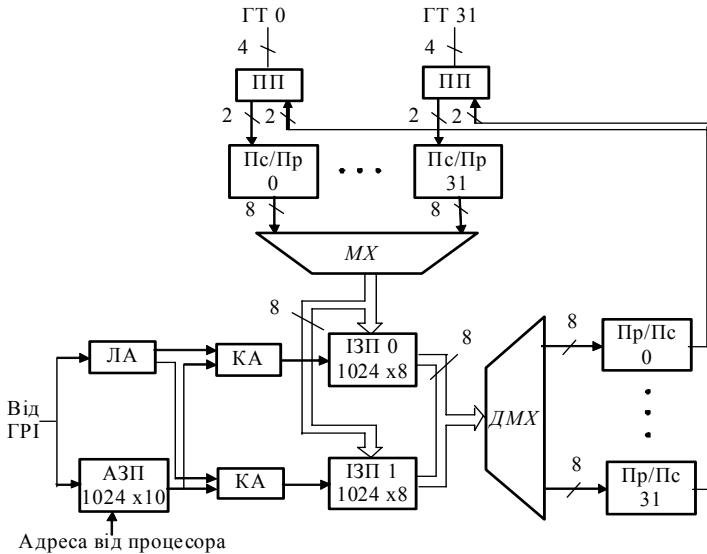 ГТ 0
ГТ 31
4
4
ПП
ПП
2
2
2
2
Пс/Пр
0
Пс/Пр
31
8
8
МХ
8
ІЗП 0
1024 x8
8
ЛА
КА
Від
ГРІ
АЗП
1024 x10
КА
ІЗП 1
1024 x8
ДМХ
8
Пр/Пс
0
8
Пр/Пс
31
Адреса від процесора